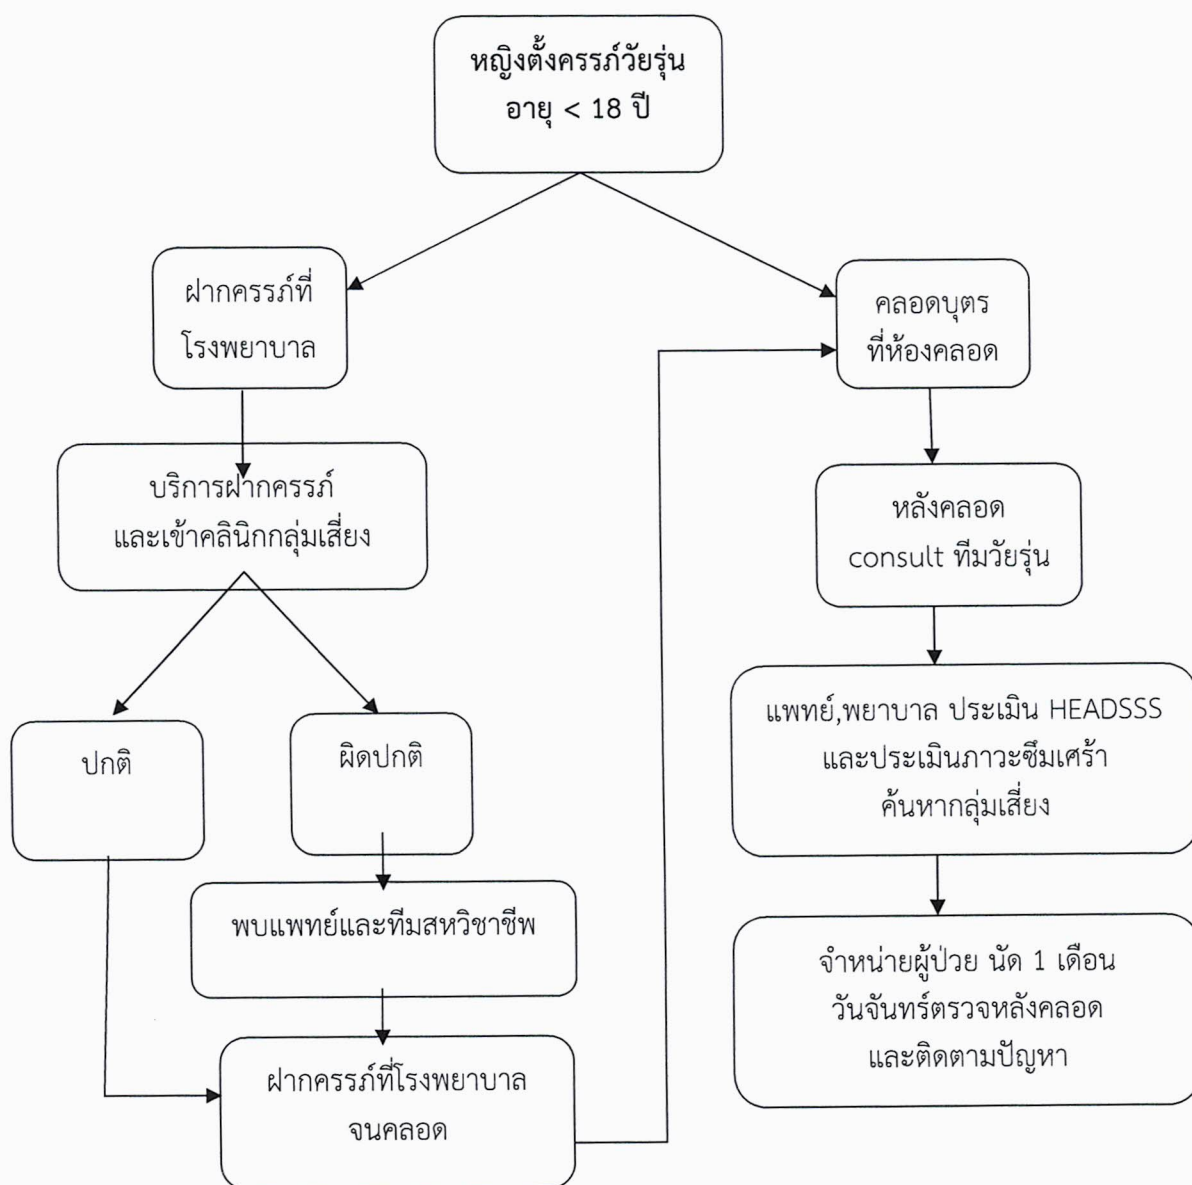 หญิงตั้งครรภ์วัยรุ่น
อายุ < 18 ปี
ฝากครรภ์ที่
โรงพยาบาล
คลอดบุตร
ที่ห้องคลอด
บริการฝากครรภ์
และเข้าคลินิกกลุ่มเสี่ยง
หลังคลอด
consult ทีมวัยรุ่น
ปกติ
ผิดปกติ
แพทย์,พยาบาล ประเมิน HEADSSS
และประเมินภาวะซึมเศร้า
ค้นหากลุ่มเสี่ยง
พบแพทย์และทีมสหวิชาชีพ
จำหน่ายผู้ป่วย นัด 1 เดือน
วันจันทร์ตรวจหลังคลอด
และติดตามปัญหา
ฝากครรภ์ที่โรงพยาบาล
จนคลอด